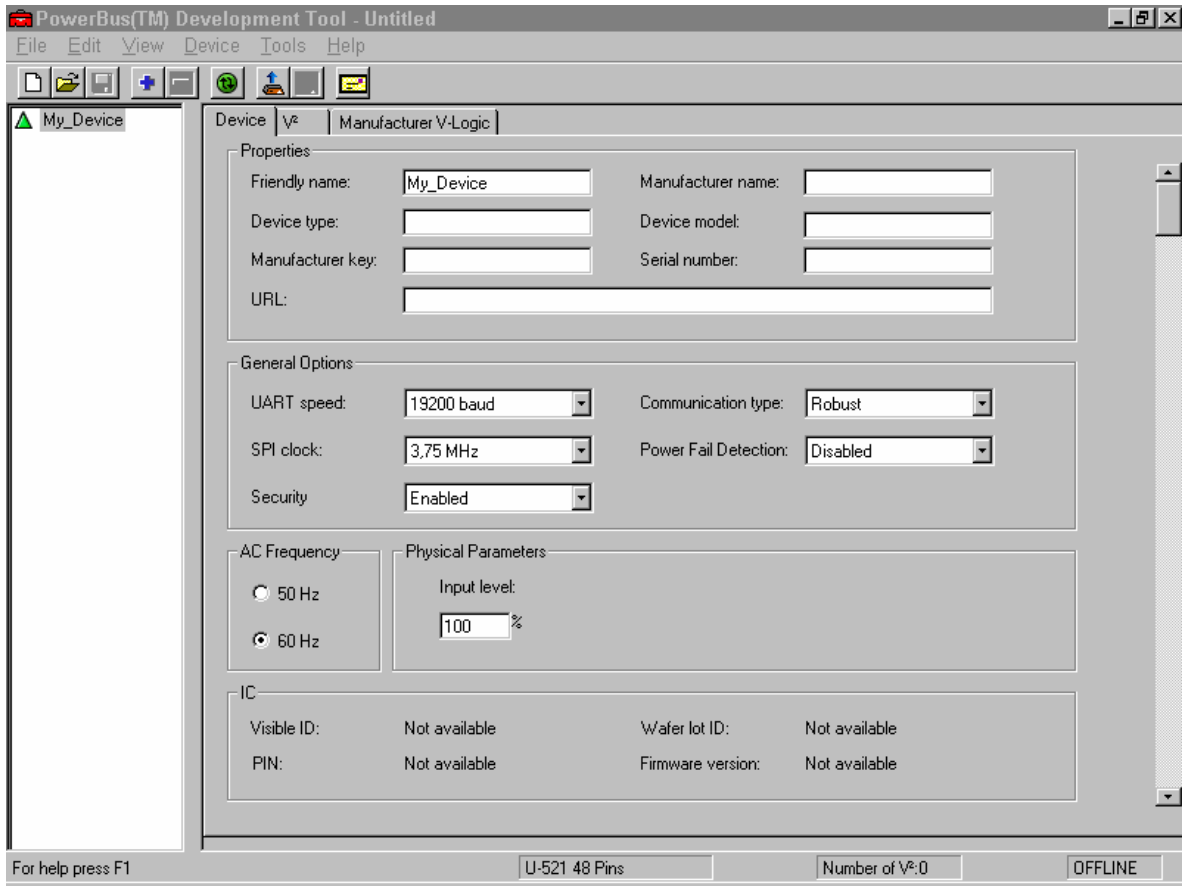 PowerBus(TM) Development Tool - Untitled
File Edit View Device Tools Help
My_Device
Device V² Manufacturer V-Logic
Properties
Friendly name: My_Device Manufacturer name:
Device type: Device model:
Manufacturer key: Serial number:
URL:
General Options
UART speed: 19200 baud Communication type: Robust
SPI clock: 3,75 MHz Power Fail Detection: Disabled
Security Enabled
AC Frequency Physical Parameters
50 Hz Input level:
60 Hz 100 %
IC
Visible ID: Not available Wafer lot ID: Not available
PIN: Not available Firmware version: Not available
For help press F1 U-521 48 Pins Number of V²:0 OFFLINE